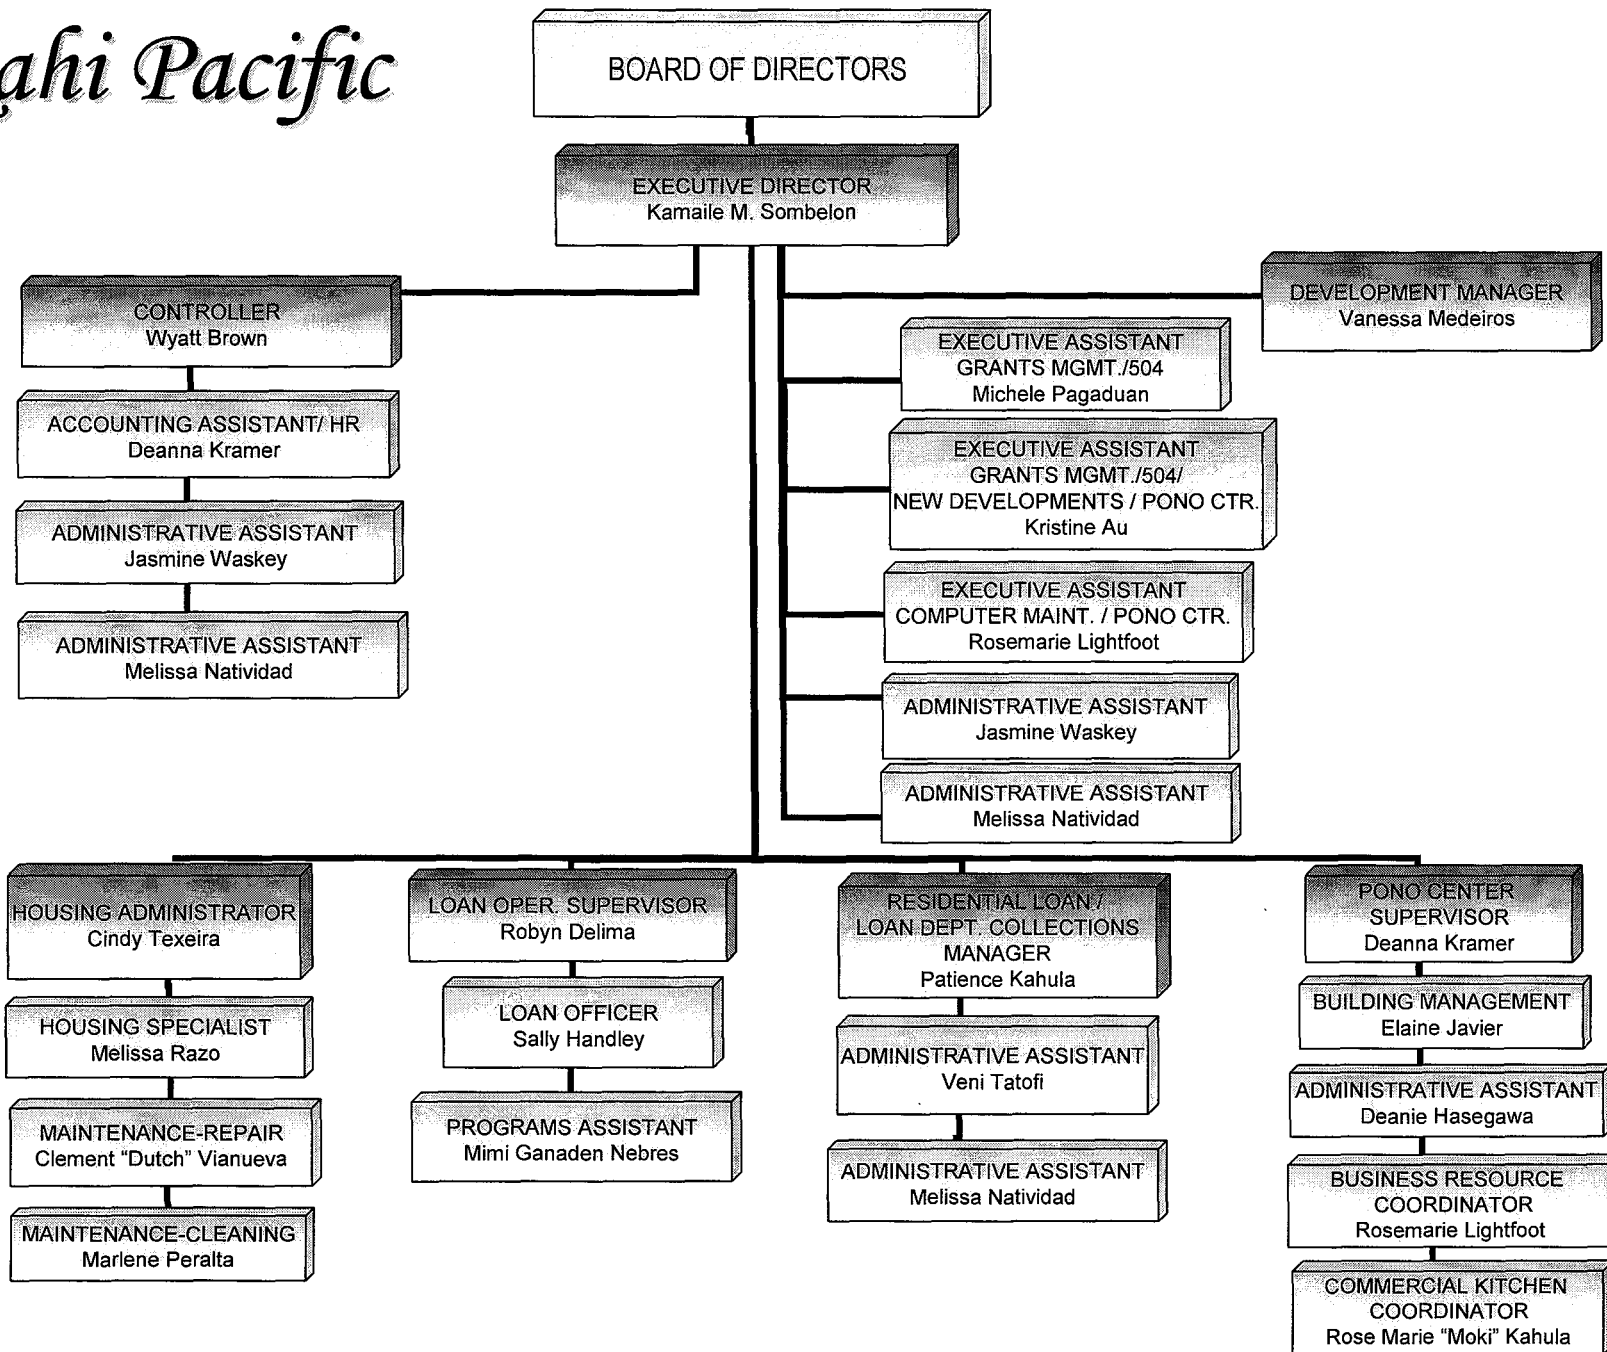 Pacific
BOARD OF DIRECTORS
EXECUTIVE DIRECTOR
Kamaile M. Sombelon
CONTROLLER
Wyatt Brown
ACCOUNTING ASSISTANT/ HR
Deanna Kramer
ADMINISTRATIVE ASSISTANT
Jasmine Waskey
ADMINISTRATIVE ASSISTANT
Melissa Natividad
DEVELOPMENT MANAGER
Vanessa Medeiros
EXECUTIVE ASSISTANT
GRANTS MGMT./504
Michele Pagaduan
EXECUTIVE ASSISTANT
GRANTS MGMT./504/
NEW DEVELOPMENTS / PONO CTR.
Kristine Au
EXECUTIVE ASSISTANT
COMPUTER MAINT. / PONO CTR.
Rosemarie Lightfoot
ADMINISTRATIVE ASSISTANT
Jasmine Waskey
ADMINISTRATIVE ASSISTANT
Melissa Natividad
HOUSING ADMINISTRATOR
Cindy Texeira
HOUSING SPECIALIST
Melissa Razo
MAINTENANCE-REPAIR
Clement “Dutch” Vianueva
MAINTENANCE-CLEANING
Marlene Peralta
LOAN OPER. SUPERVISOR
Robyn Delima
LOAN OFFICER
Sally Handley
PROGRAMS ASSISTANT
Mimi Ganaden Nebres
RESIDENTIAL LOAN /
LOAN DEPT. COLLECTIONS
MANAGER
Patience Kahula
ADMINISTRATIVE ASSISTANT
Veni Tatofi
ADMINISTRATIVE ASSISTANT
Melissa Natividad
PONO CENTER
SUPERVISOR
Deanna Kramer
BUILDING MANAGEMENT
Elaine Javier
ADMINISTRATIVE ASSISTANT
Deanie Hasegawa
BUSINESS RESOURCE
COORDINATOR
Rosemarie Lightfoot
COMMERCIAL KITCHEN
COORDINATOR
Rose Marie “Moki” Kahula